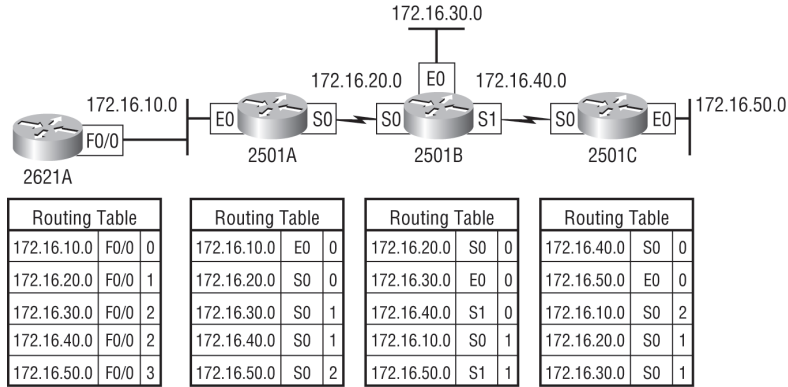 172.16.30.0
172.16.20.0 E0 172.16.40.0
172.16.10.0 172.16.50.0
F0/0 E0 S0 S0 S1 S0 E0
2621A 2501A 2501B 2501C
Routing Table
172.16.10.0 F0/0 0
172.16.20.0 F0/0 1
172.16.30.0 F0/0 2
172.16.40.0 F0/0 2
172.16.50.0 F0/0 3
Routing Table
172.16.10.0 E0 0
172.16.20.0 S0 0
172.16.30.0 S0 1
172.16.40.0 S0 1
172.16.50.0 S0 2
Routing Table
172.16.20.0 S0 0
172.16.30.0 E0 0
172.16.40.0 S1 0
172.16.10.0 S0 1
172.16.50.0 S1 1
Routing Table
172.16.40.0 S0 0
172.16.50.0 E0 0
172.16.10.0 S0 2
172.16.20.0 S0 1
172.16.30.0 S0 1